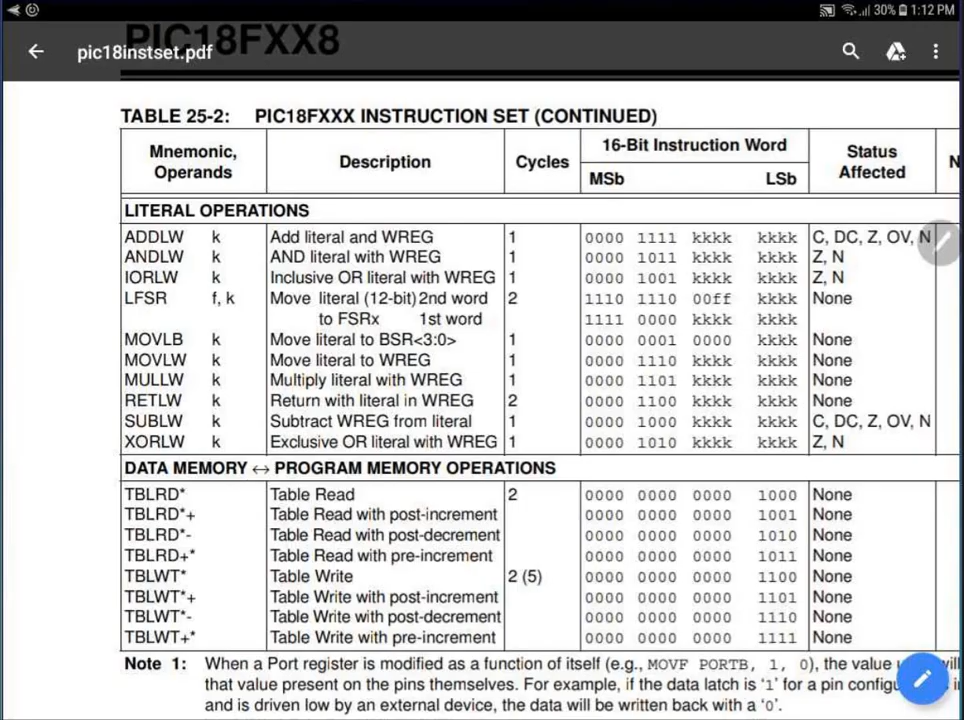 30% 1:12 PM
PIC18FXX8
pic18instset.pdf
TABLE 25-2: PIC18FXXX INSTRUCTION SET (CONTINUED)
Mnemonic, Operands Description Cycles 16-Bit Instruction Word MSb LSb Status Affected N
LITERAL OPERATIONS
ADDLW k Add literal and WREG 1 0000 1111 kkkk kkkk C, DC, Z, OV, N
ANDLW k AND literal with WREG 1 0000 1011 kkkk kkkk Z, N
IORLW k Inclusive OR literal with WREG 1 0000 1001 kkkk kkkk Z, N
LFSR f, k Move literal (12-bit) 2nd word 2 1110 1110 00ff kkkk None
to FSRx 1st word 1111 0000 kkkk kkkk
MOVLB k Move literal to BSR<3:0> 1 0000 0001 0000 kkkk None
MOVLW k Move literal to WREG 1 0000 1110 kkkk kkkk None
MULLW k Multiply literal with WREG 1 0000 1101 kkkk kkkk None
RETLW k Return with literal in WREG 2 0000 1100 kkkk kkkk None
SUBLW k Subtract WREG from literal 1 0000 1000 kkkk kkkk C, DC, Z, OV, N
XORLW k Exclusive OR literal with WREG 1 0000 1010 kkkk kkkk Z, N
DATA MEMORY ↔ PROGRAM MEMORY OPERATIONS
TBLRD* Table Read 2 0000 0000 0000 1000 None
TBLRD*+ Table Read with post-increment 0000 0000 0000 1001 None
TBLRD*- Table Read with post-decrement 0000 0000 0000 1010 None
TBLRD+* Table Read with pre-increment 0000 0000 0000 1011 None
TBLWT* Table Write 2 (5) 0000 0000 0000 1100 None
TBLWT*+ Table Write with post-increment 0000 0000 0000 1101 None
TBLWT*- Table Write with post-decrement 0000 0000 0000 1110 None
TBLWT+* Table Write with pre-increment 0000 0000 0000 1111 None
Note 1: When a Port register is modified as a function of itself (e.g., MOVF PORTB, 1, 0), the value
that value present on the pins themselves. For example, if the data latch is '1' for a pin
and is driven low by an external device, the data will be written back with a '0'.